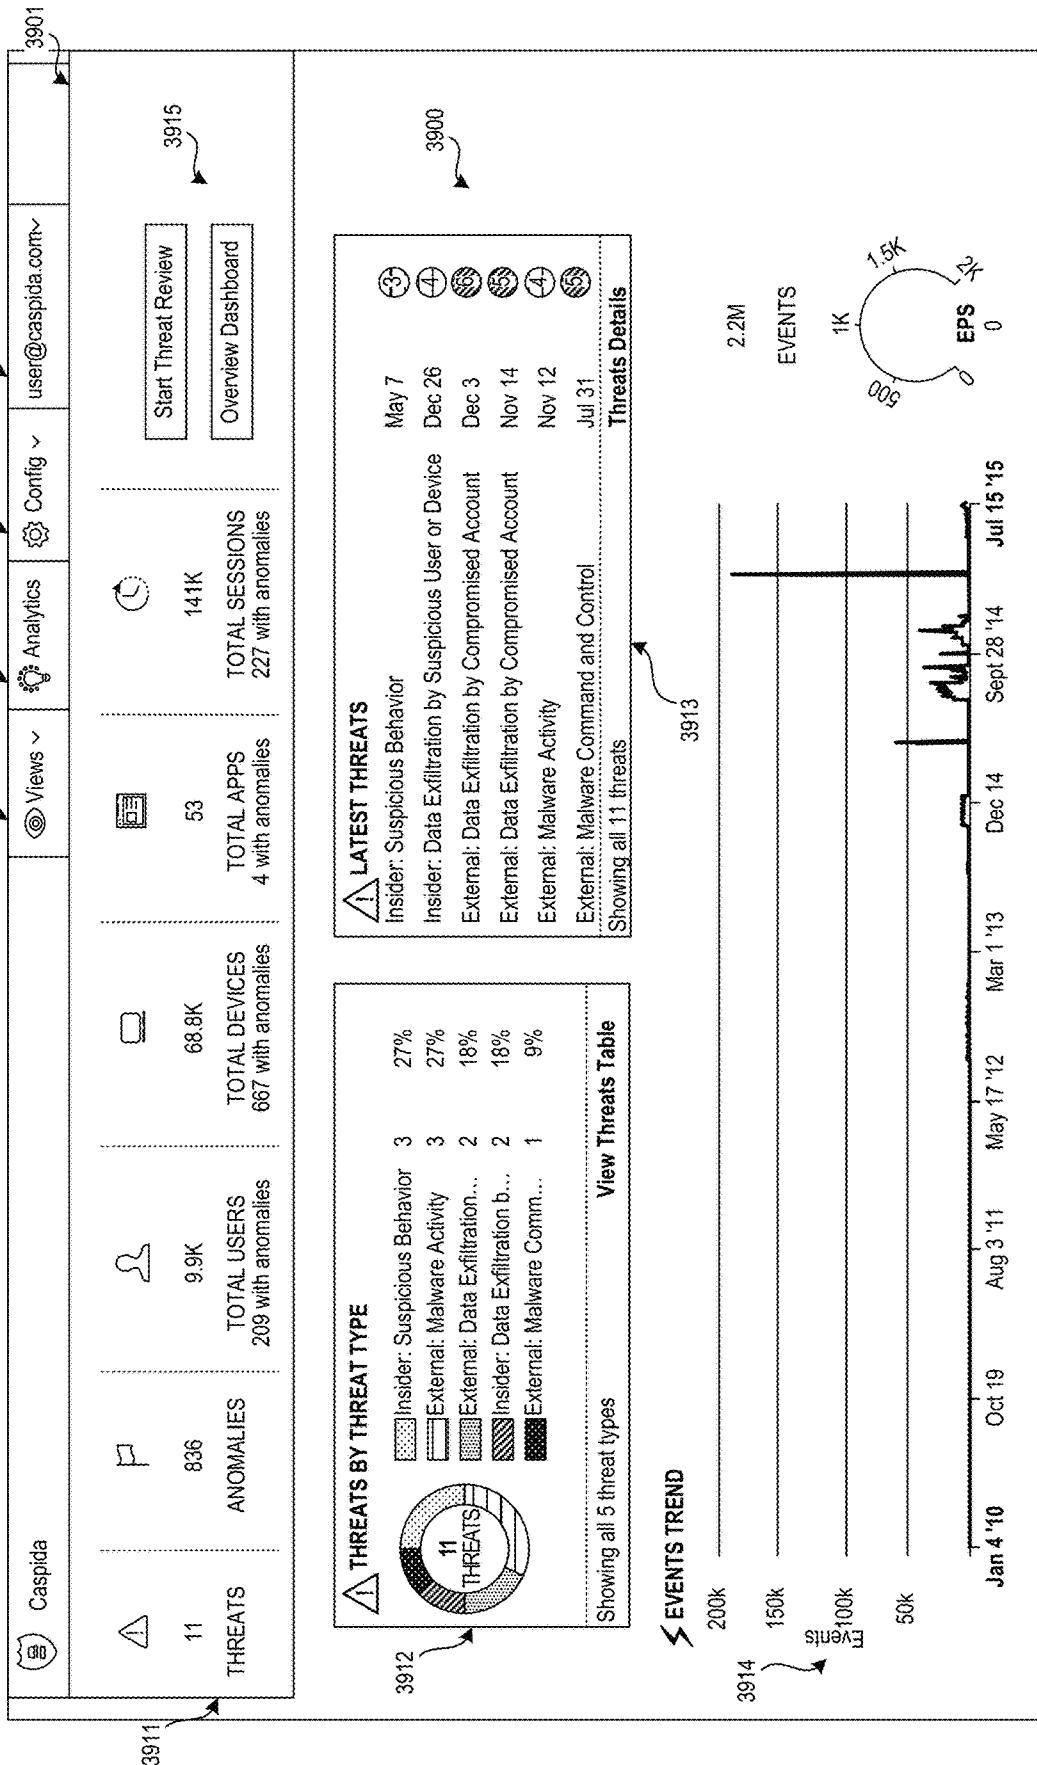 3901
Caspida
Views
Analytics
Config
user@caspida.com
3911
11
THREATS
836
ANOMALIES
9.9K
TOTAL USERS
209 with anomalies
68.8K
TOTAL DEVICES
667 with anomalies
53
TOTAL APPS
4 with anomalies
141K
TOTAL SESSIONS
227 with anomalies
Start Threat Review
Overview Dashboard
3915
3912
THREATS BY THREAT TYPE
11
THREATS
Insider: Suspicious Behavior 3 27%
External: Malware Activity 3 27%
External: Data Exfiltration... 2 18%
Insider: Data Exfiltration b... 2 18%
External: Malware Comm... 1 9%
Showing all 5 threat types View Threats Table
LATEST THREATS
Insider: Suspicious Behavior May 7 3
Insider: Data Exfiltration by Suspicious User or Device Dec 26 4
External: Data Exfiltration by Compromised Account Dec 3 6
External: Data Exfiltration by Compromised Account Nov 14 5
External: Malware Activity Nov 12 4
External: Malware Command and Control Jul 31 5
Showing all 11 threats Threats Details
3900
3913
3914
EVENTS TREND
Events
200k
150k
100k
50k
Jan 4 '10 Oct 19 Aug 3 '11 May 17 '12 Mar 1 '13 Dec 14 Sept 28 '14 Jul 15 '15
2.2M
EVENTS
0 500 1K 1.5K 2K
EPS
0